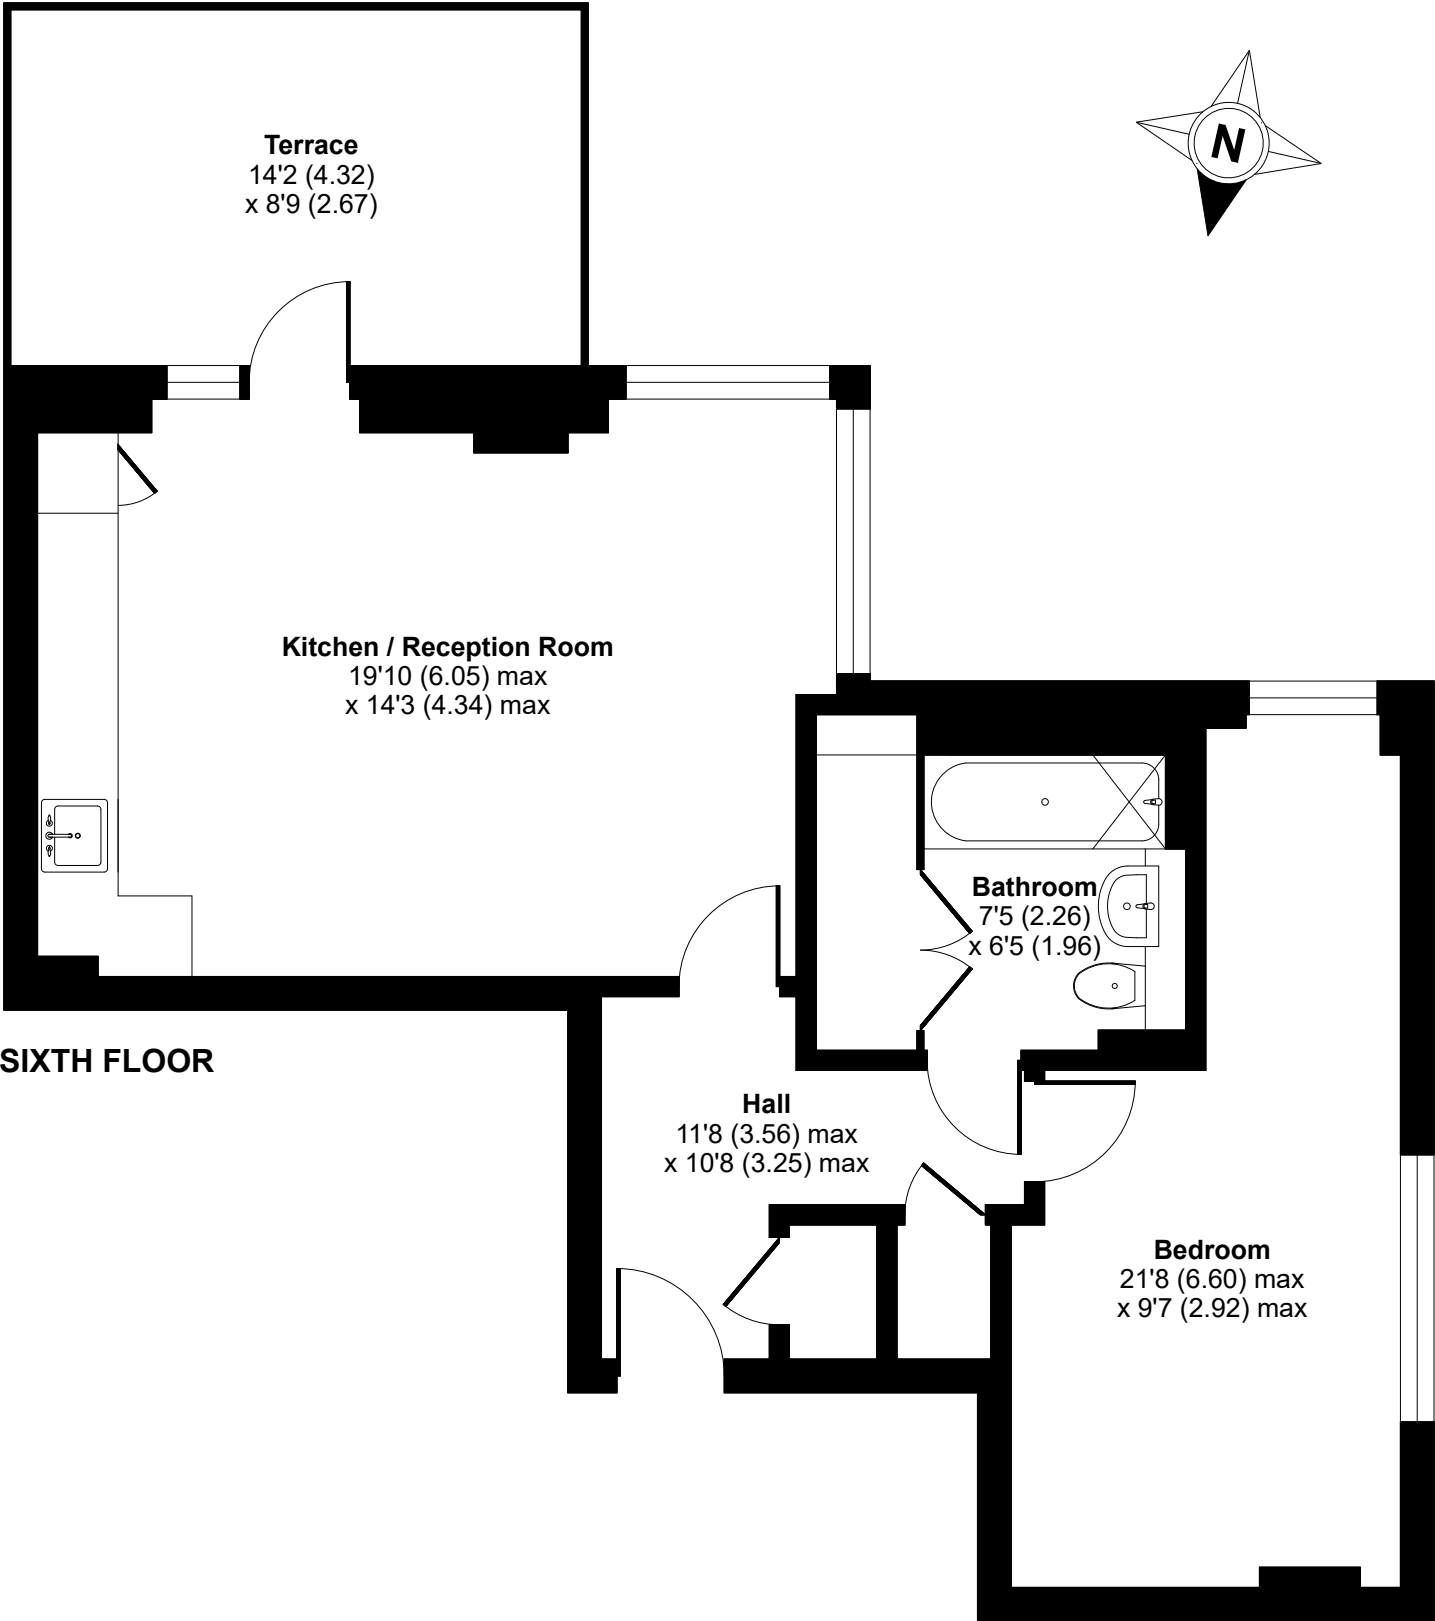 Terrace
14'2 (4.32)
x 8'9 (2.67)
N
Kitchen / Reception Room
19'10 (6.05) max
x 14'3 (4.34) max
Bathroom
7'5 (2.26)
x 6'5 (1.96)
SIXTH FLOOR
Hall
11'8 (3.56) max
x 10'8 (3.25) max
Bedroom
21'8 (6.60) max
x 9'7 (2.92) max